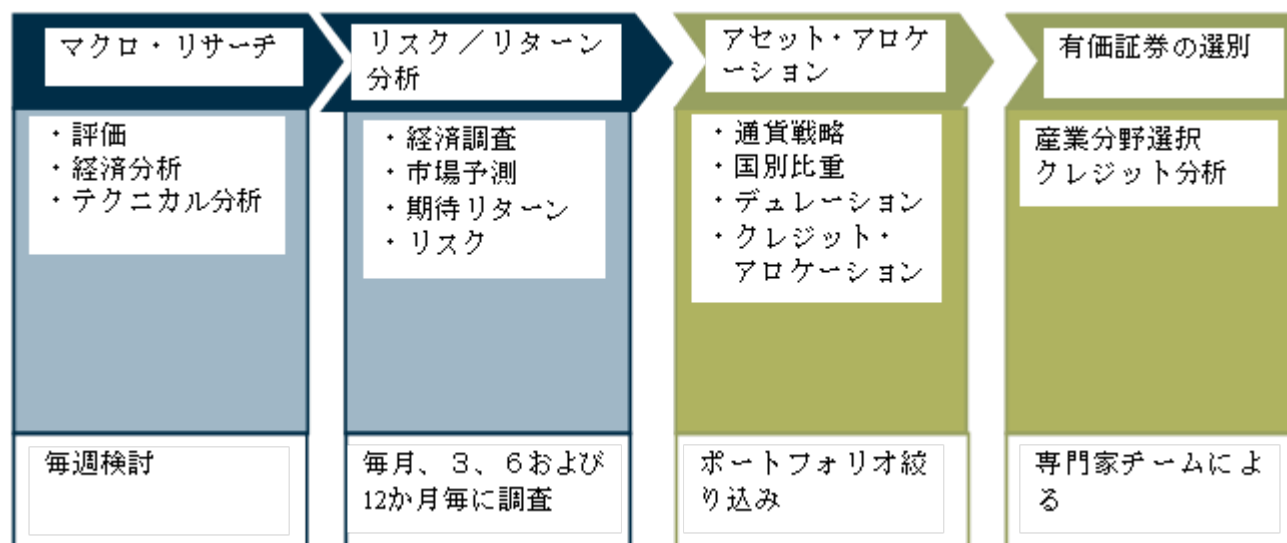 マクロ・リサーチ
リスク／リターン
分析
アセット・アロケ
ーション
有価証券の選別
・評価
・経済分析
・テクニカル分析
・経済調査
・市場予測
・期待リターン
・リスク
・通貨戦略
・国別比重
・デュレーション
・クレジット・
アロケーション
産業分野選択
クレジット分析
毎週検討
毎月、３、６および
12か月毎に調査
ポートフォリオ絞
り込み
専門家チームによ
る